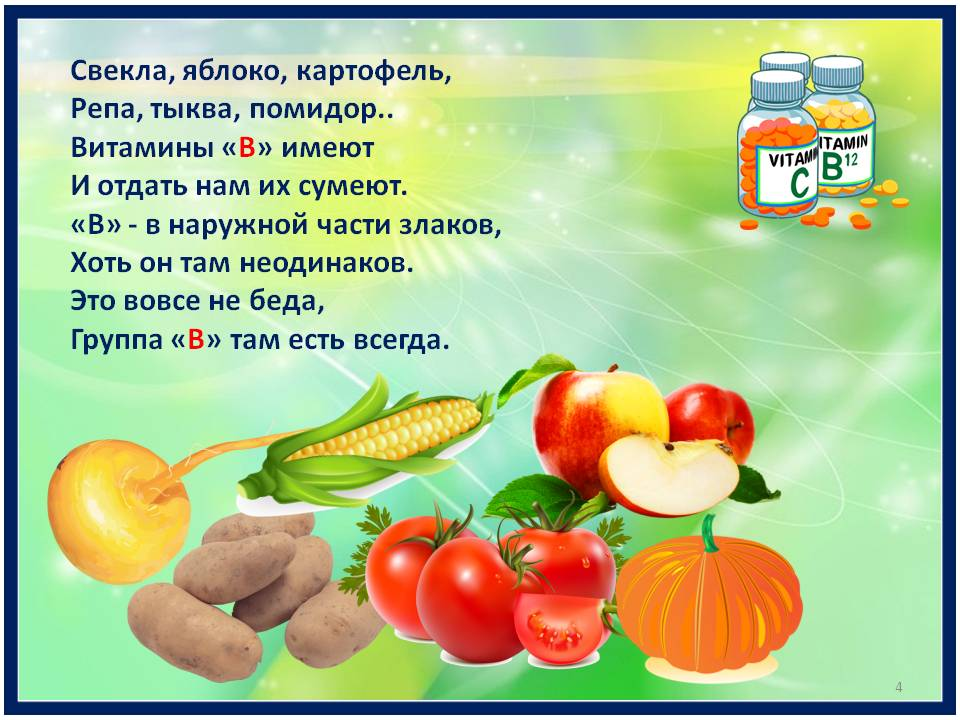 Свекла, яблоко, картофель,
Репа, тыква, помидор..
Витамины «В» имеют
И отдать нам их сумеют.
«В» - в наружной части злаков,
Хоть он там неодинаков.
Это вовсе не беда,
Группа «В» там есть всегда.
VITAMIN
C
ITAMIN
B12
4